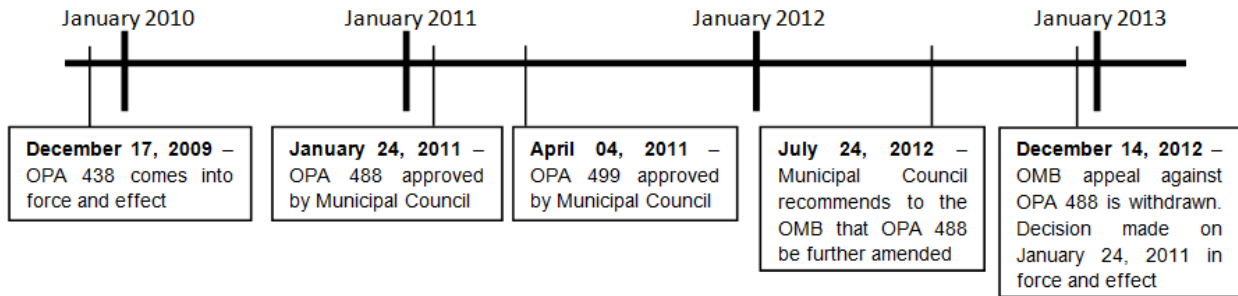 January 2010
January 2011
January 2012
January 2013
December 17, 2009 –
OPA 438 comes into
force and effect
January 24, 2011 –
OPA 488 approved
by Municipal Council
April 04, 2011 –
OPA 499 approved
by Municipal Council
July 24, 2012 –
Municipal Council
recommends to the
OMB that OPA 488
be further amended
December 14, 2012 –
OMB appeal against
OPA 488 is withdrawn.
Decision made on
January 24, 2011 in
force and effect